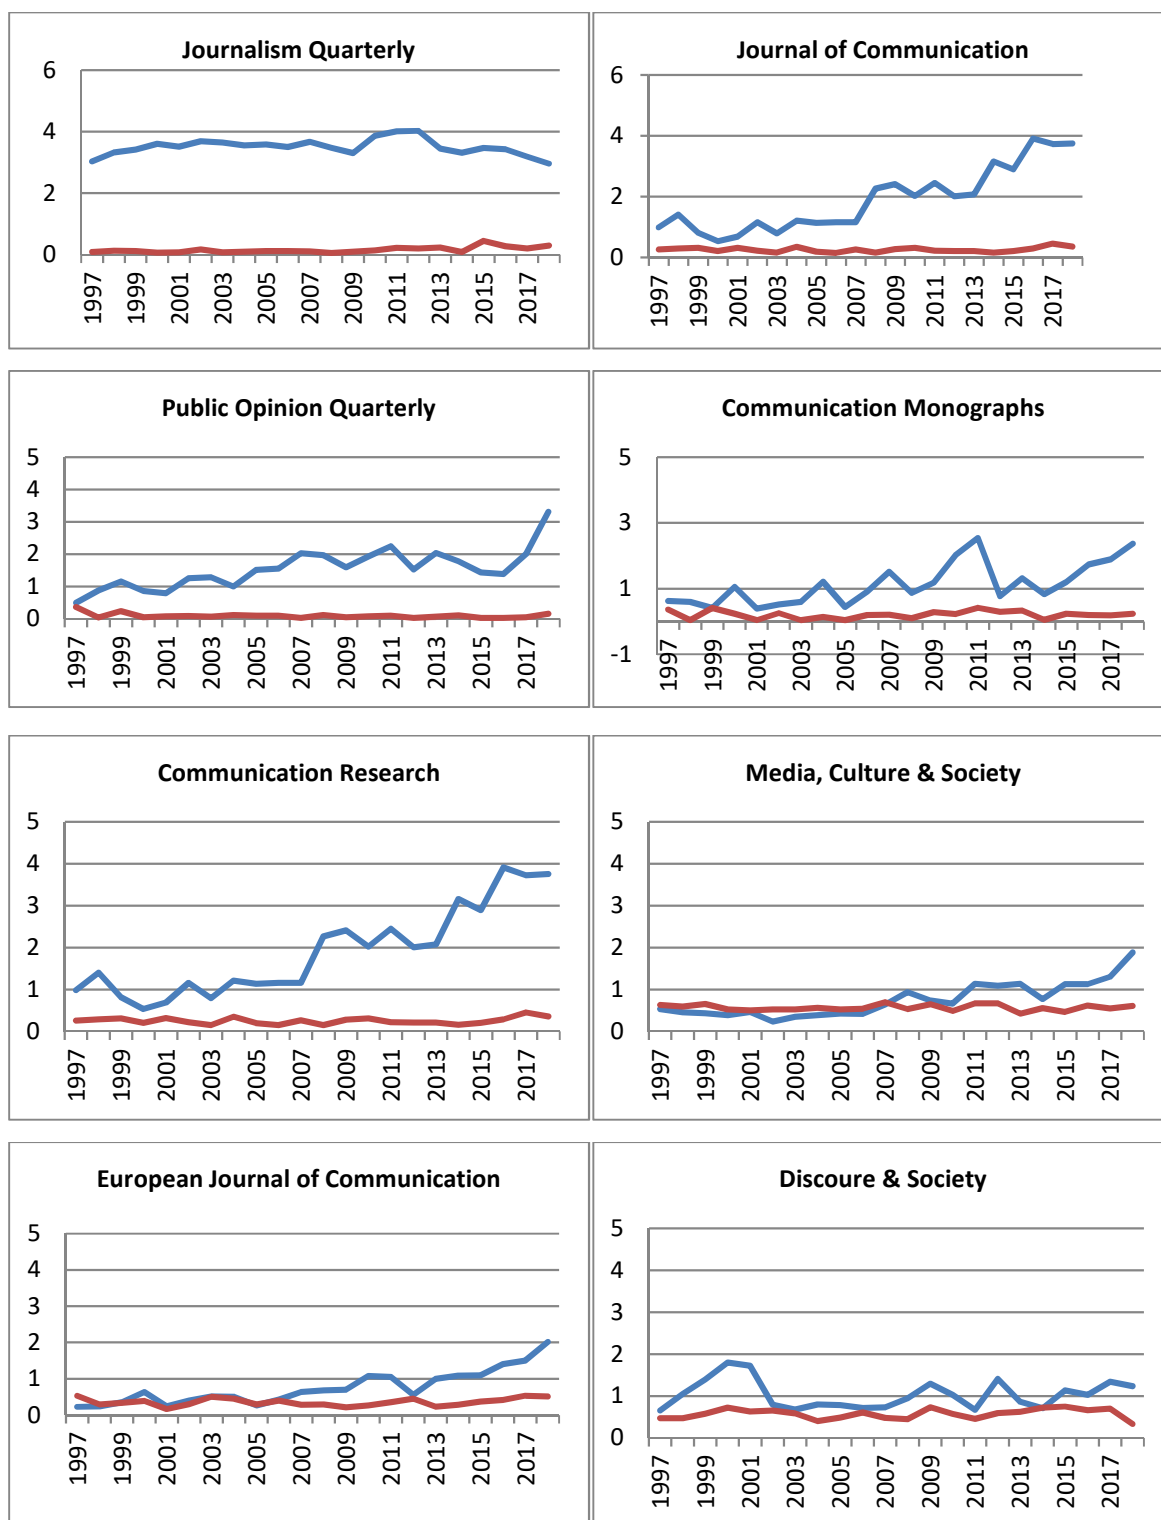 Journalism Quarterly
6
4
2
0
1997 1999 2001 2003 2005 2007 2009 2011 2013 2015 2017
Journal of Communication
6
4
2
0
1997 1999 2001 2003 2005 2007 2009 2011 2013 2015 2017
Public Opinion Quarterly
5
4
3
2
1
0
1997 1999 2001 2003 2005 2007 2009 2011 2013 2015 2017
Communication Monographs
5
3
1
-1
1997 1999 2001 2003 2005 2007 2009 2011 2013 2015 2017
Communication Research
5
4
3
2
1
0
1997 1999 2001 2003 2005 2007 2009 2011 2013 2015 2017
Media, Culture & Society
5
4
3
2
1
0
1997 1999 2001 2003 2005 2007 2009 2011 2013 2015 2017
European Journal of Communication
5
4
3
2
1
0
1997 1999 2001 2003 2005 2007 2009 2011 2013 2015 2017
Discoure & Society
5
4
3
2
1
0
1997 1999 2001 2003 2005 2007 2009 2011 2013 2015 2017